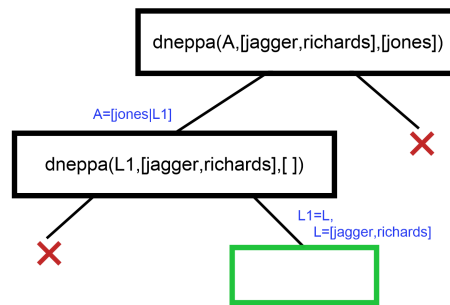 dneppa(A,[jagger,richards],[jones])
A=[jones|L1]
dneppa(L1,[jagger,richards],[ ])
L1=L,
L=[jagger,richards]